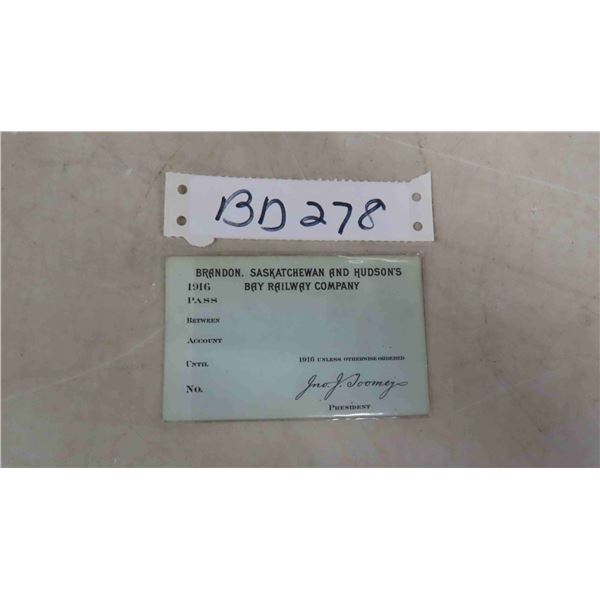 BD 278
BRANDON, SASKATCHEWAN AND HUDSON'S
1916 BAY RAILWAY COMPANY
PASS
BETWEEN
ACCOUNT
UNTIL 1916 UNLESS OTHERWISE ORDERED
NO. Jno. J. Toomey
PRESIDENT